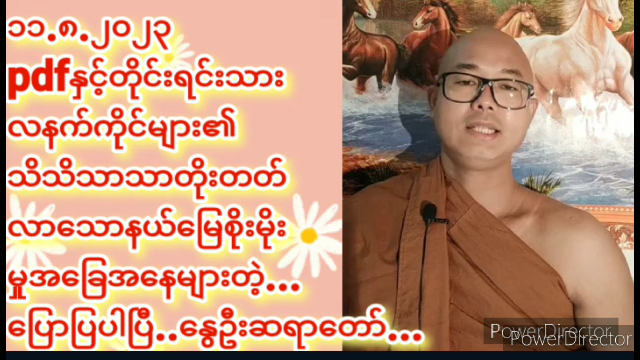 ၁၁.၈.၂၀၂၃
pdfနှင့်တိုင်းရင်းသား
လနက်ကိုင်များ၏
သိသိသာသာတိုးတတ်
လာသောနယ်မြေစိုးမိုး
မှုအခြေအနေများတဲ့...
ပြောပြပါပြီ..နွေဦးဆရာတော်...
PowerDirector
PowerDirector